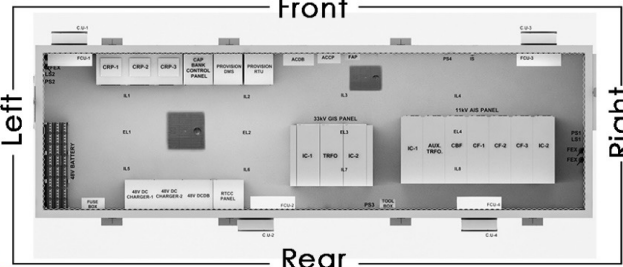 Front
C.U-1
C.U-3
FCU-1
CRP-1
CRP-2
CRP-3
CAP BANK CONTROL PANEL
PROVISION DMS
PROVISION RTU
ACDB
ACCP
FAP
PS4
FCU-3
LS2
PS2
IL1
IL2
IL3
IL4
33kV GIS PANEL
11kV AIS PANEL
Left
Right
48V BATTERY
EL1
EL2
EL3
EL4
IC-1
TRFO
IC-2
IC-1
AUX. TRFO.
CBF
CF-1
CF-2
CF-3
IC-2
PS1
LS1
FEX
FEX
IL5
IL6
IL7
IL8
FUSE BOX
48V DC CHARGER-1
48V DC CHARGER-2
48V DCDB
RTCC PANEL
FCU-2
PS3
TOOL BOX
FCU-4
C.U-2
C.U-4
Rear